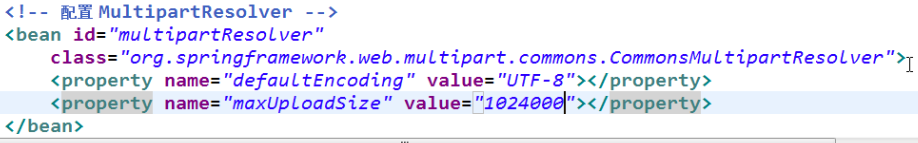 <!-- 配置 MultipartResolver -->
<bean id="multipartResolver"
class="org.springframework.web.multipart.commons.CommonsMultipartResolver">
<property name="defaultEncoding" value="UTF-8"></property>
<property name="maxUploadSize" value="1024000"></property>
</bean>